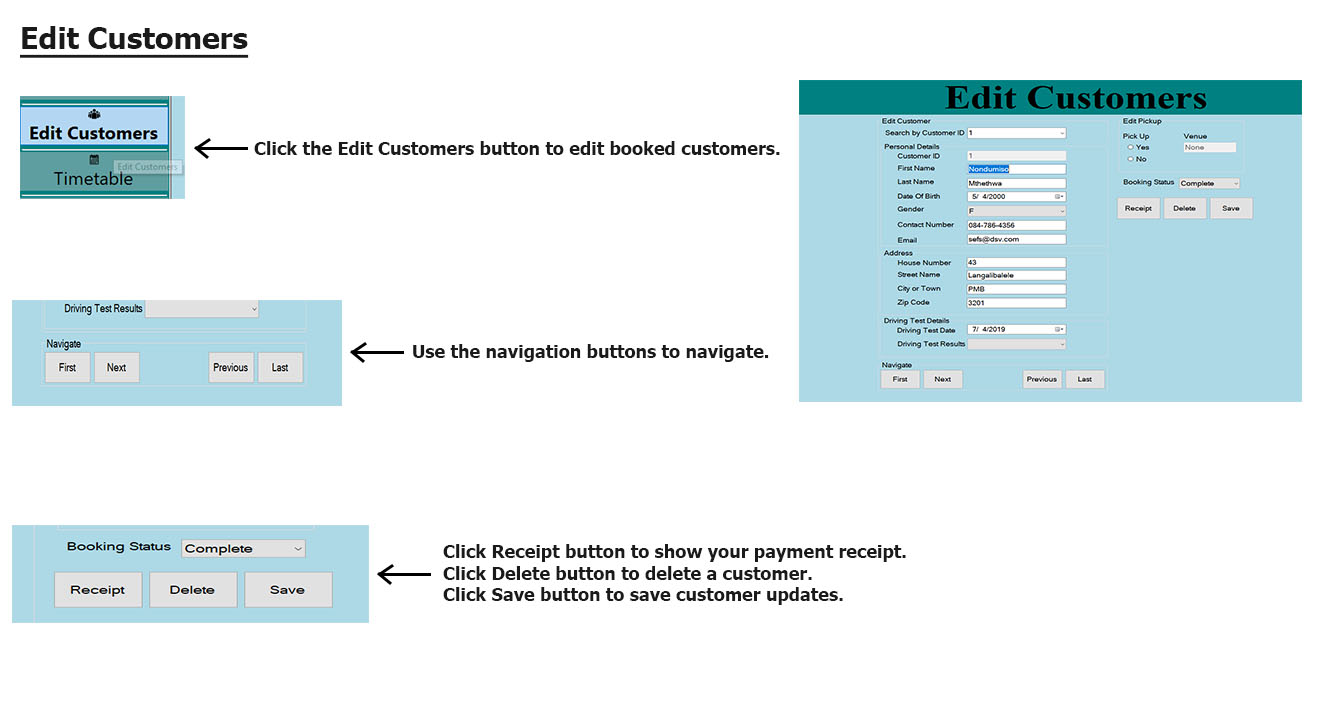 Edit Customers
Edit Customers
Edit Customers
Timetable
Click the Edit Customers button to edit booked customers.
Edit Customers
Edit Customer
Search by Customer ID 1
Personal Details
Customer ID 1
First Name Nondumiso
Last Name Mthethwa
Date Of Birth 5/ 4/2000
Gender F
Contact Number 084-786-4356
Email sefs@dsv.com
Address
House Number 43
Street Name Langalibalele
City or Town PMB
Zip Code 3201
Driving Test Details
Driving Test Date 7/ 4/2019
Driving Test Results
Navigate
First Next Previous Last
Edit Pickup
Pick Up Venue
Yes None
No
Booking Status Complete
Receipt Delete Save
Driving Test Results
Navigate
First Next Previous Last
Use the navigation buttons to navigate.
Booking Status Complete
Receipt Delete Save
Click Receipt button to show your payment receipt.
Click Delete button to delete a customer.
Click Save button to save customer updates.